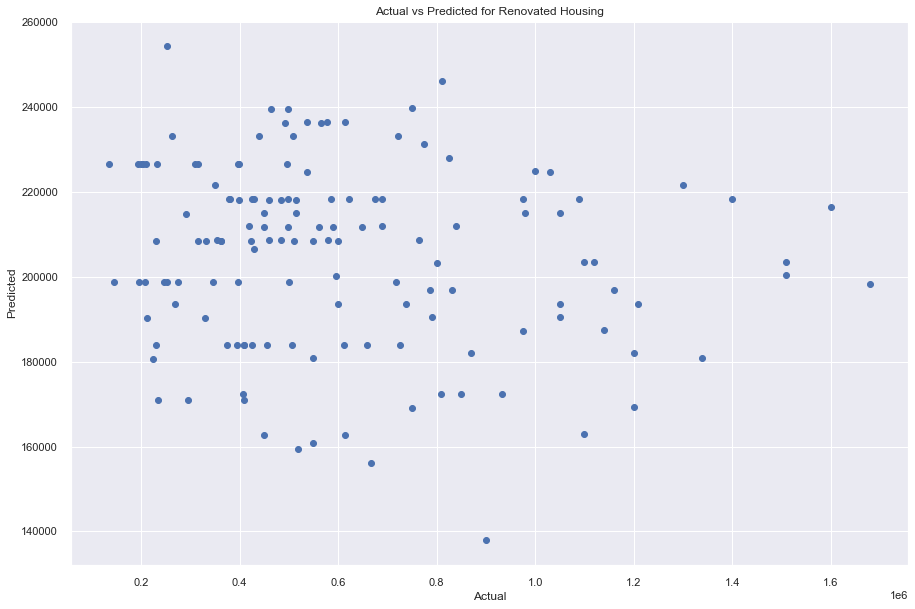 Actual vs Predicted for Renovated Housing
260000
240000
220000
200000
180000
160000
140000
Predicted
0.2 0.4 0.6 0.8 1.0 1.2 1.4 1.6
1e6
Actual